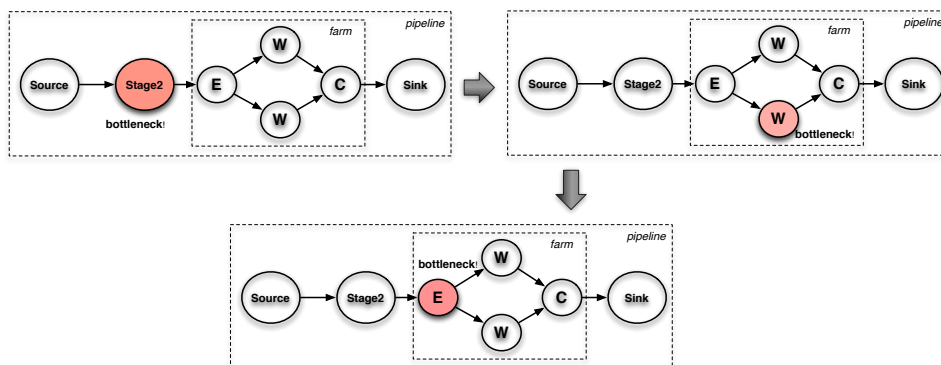 pipeline
farm
W
Source
Stage2
E
C
Sink
W
bottleneck!
pipeline
farm
W
Source
Stage2
E
C
Sink
W
bottleneck!
pipeline
farm
bottleneck!
W
Source
Stage2
E
C
Sink
W